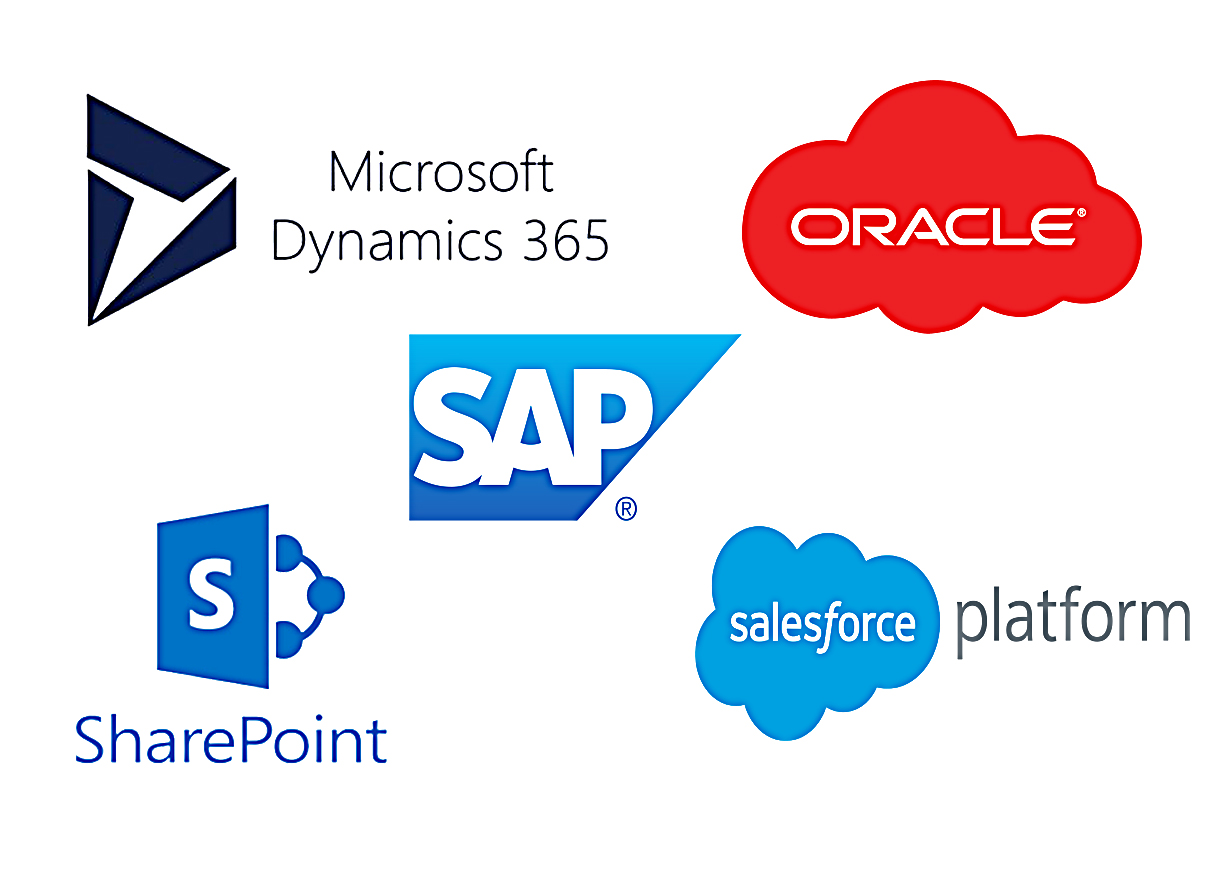 Microsoft
Dynamics 365
ORACLE®
SAP
®
S
SharePoint
salesforce platform